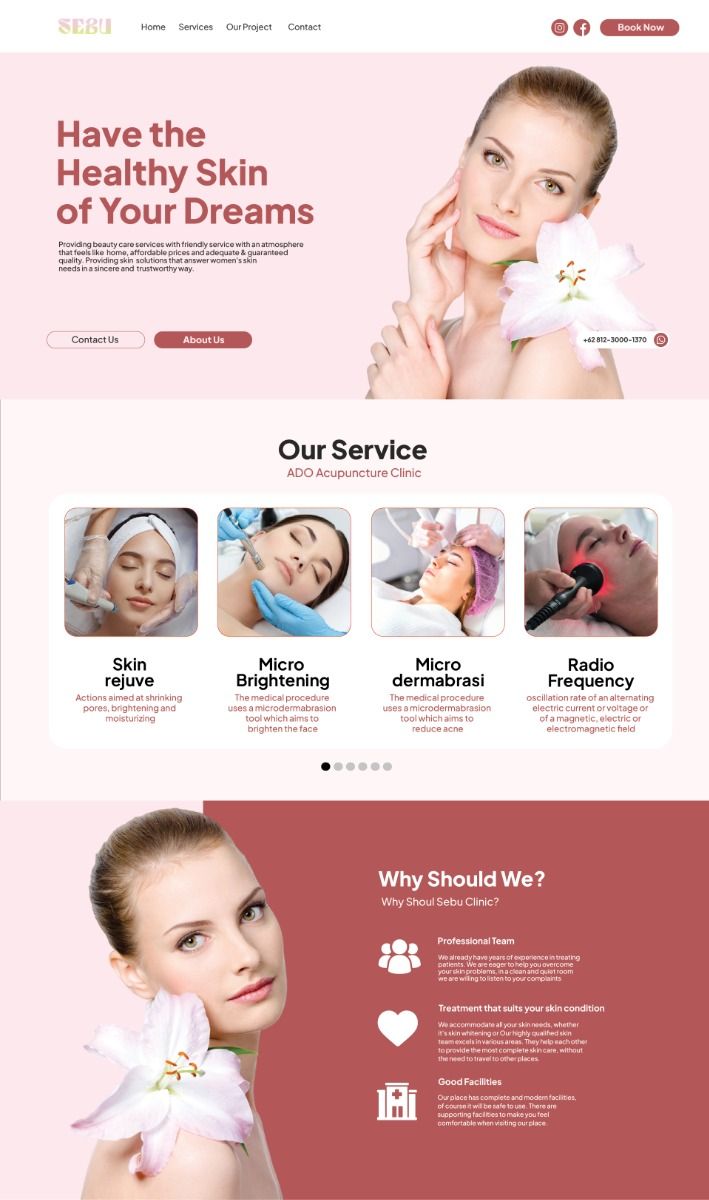 SEBU
Home Services Our Project Contact
Book Now
Have the
Healthy Skin
of Your Dreams
Providing beauty care services with friendly service with an atmosphere
that feels like home, affordable prices and adequate & guaranteed
quality. Providing skin solutions that answer women's skin
needs in a sincere and trustworthy way.
Contact Us
About Us
+62 812-3000-1370
Our Service
ADO Acupuncture Clinic
Skin
rejuve
Actions aimed at shrinking
pores, brightening and
moisturizing
Micro
Brightening
The medical procedure
uses a microdermabrasion
tool which aims to
brighten the face
Micro
dermabrasi
The medical procedure
uses a microdermabrasion
tool which aims to
reduce acne
Radio
Frequency
oscillation rate of an alternating
electric current or voltage or
of a magnetic, electric or
electromagnetic field
Why Should We?
Why Shoul Sebu Clinic?
Professional Team
We already have years of experience in treating
patients. We are eager to help you overcome
your skin problems, in a clean and quiet room
we are willing to listen to your complaints
Treatment that suits your skin condition
We accommodate all your skin needs, whether
it's skin whitening or Our highly qualified skin
team excels in various areas. They help each other
to provide the most complete skin care, without
the need to travel to other places.
Good Facilities
Our place has complete and modern facilities,
of course it will be safe to use. There are
supporting facilities to make you feel
comfortable when visiting our place.